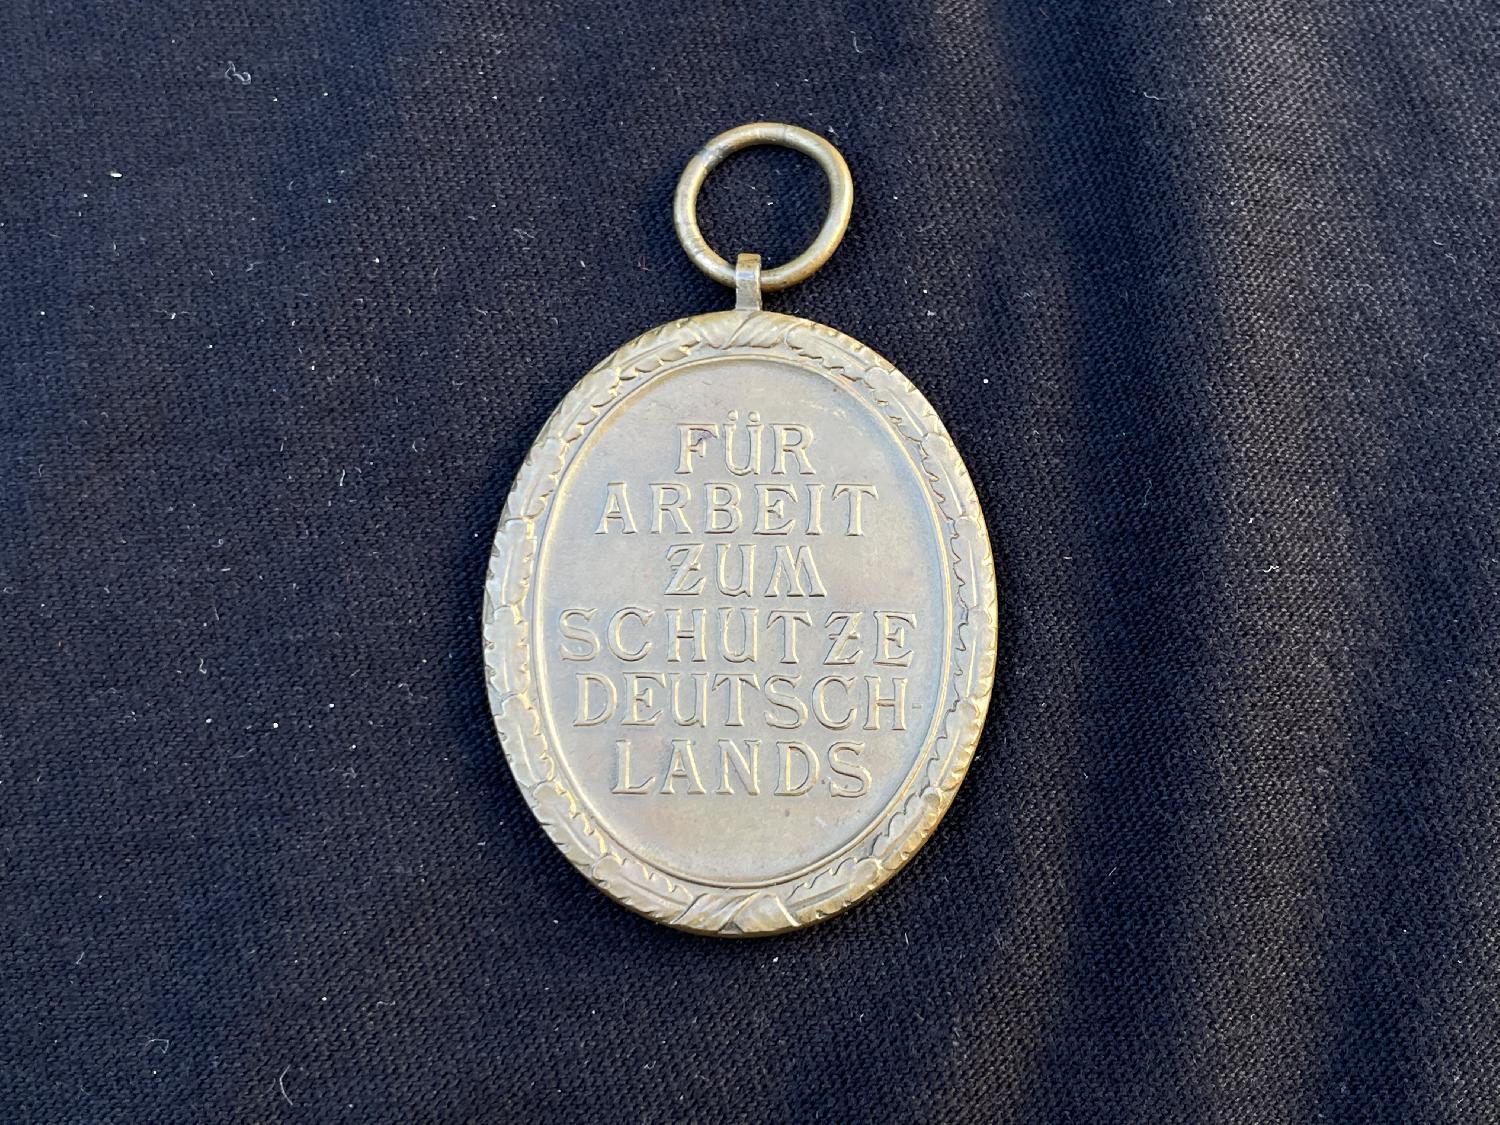 FÜR
ARBEIT
ZUM
SCHUTZE
DEUTSCH-
LANDS